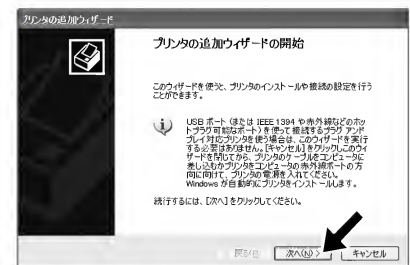 プリンタの追加ウィザード
プリンタの追加ウィザードの開始
このウィザードを使うと、プリンタのインストールや接続の設定を行う
ことができます。
USB ポート (または IEEE 1394 や赤外線などのホッ
トプラグ可能なポート) を使って接続するプラグ アンド
プレイ対応プリンタを使う場合は、このウィザードを実行
する必要はありません。[キャンセル] をクリックしてこのウィ
ザードを閉じてから、プリンタのケーブルをコンピュータに
差し込むかプリンタをコンピュータの赤外線ポートの方
向に向けて、プリンタの電源を入れてください。
Windows が自動的にプリンタをインストールします。
続行するには、[次へ] をクリックしてください。
< 戻る(B) 次へ(N) > キャンセル